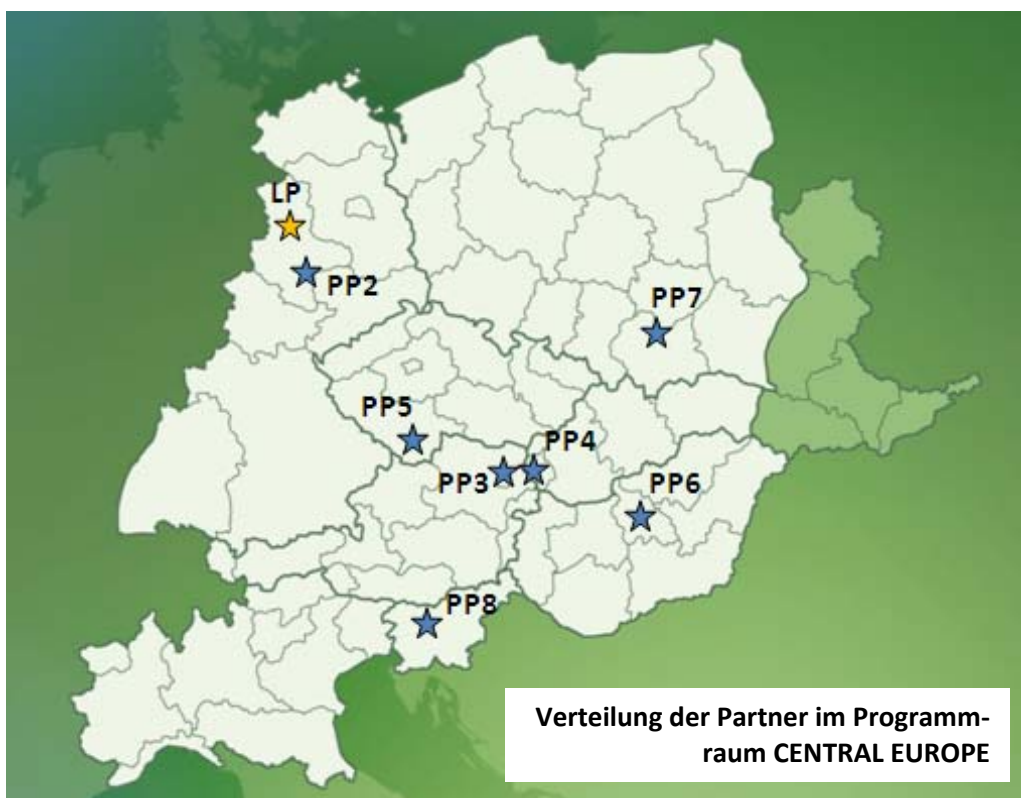 LP
PP2
PP7
PP5
PP4
PP3
PP6
PP8
Verteilung der Partner im Programm-
raum CENTRAL EUROPE